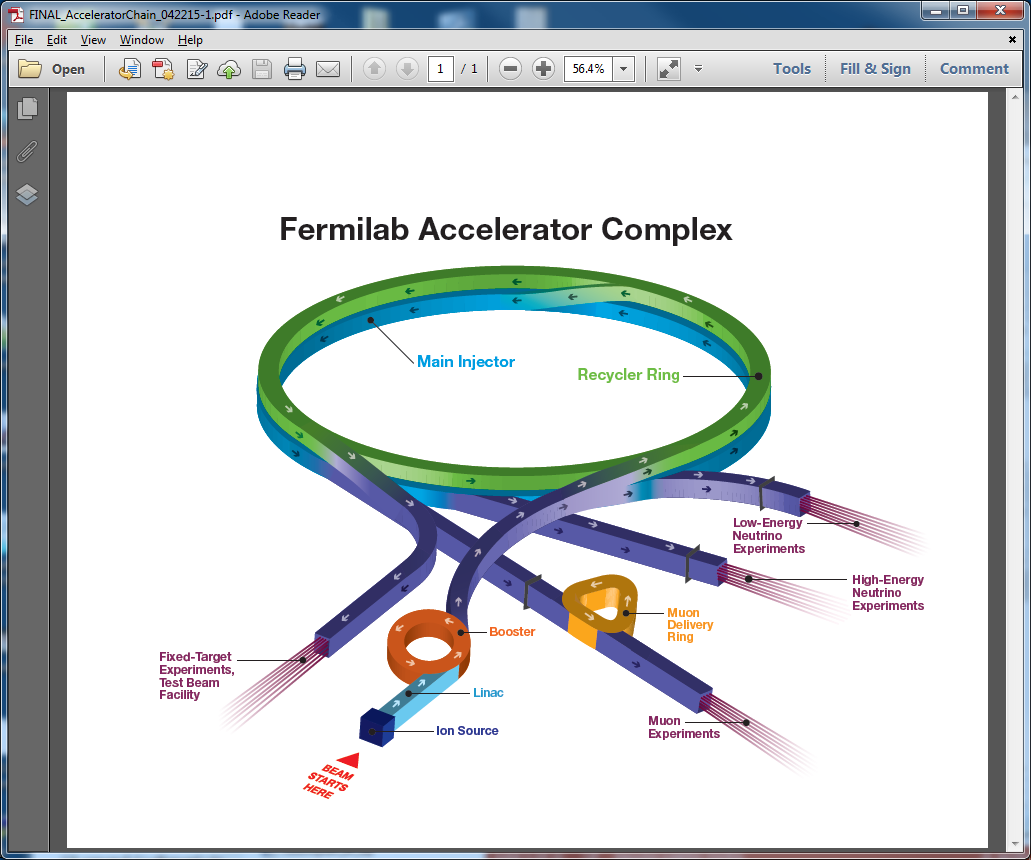 FINAL_AcceleratorChain_042215-1.pdf - Adobe Reader
File Edit View Window Help
Open
1 / 1
56.4%
Tools
Fill & Sign
Comment
Fermilab Accelerator Complex
Main Injector
Recycler Ring
Low-Energy
Neutrino
Experiments
High-Energy
Neutrino
Experiments
Muon
Delivery
Ring
Booster
Fixed-Target
Experiments,
Test Beam
Facility
Linac
Ion Source
Muon
Experiments
BEAM
STARTS
HERE